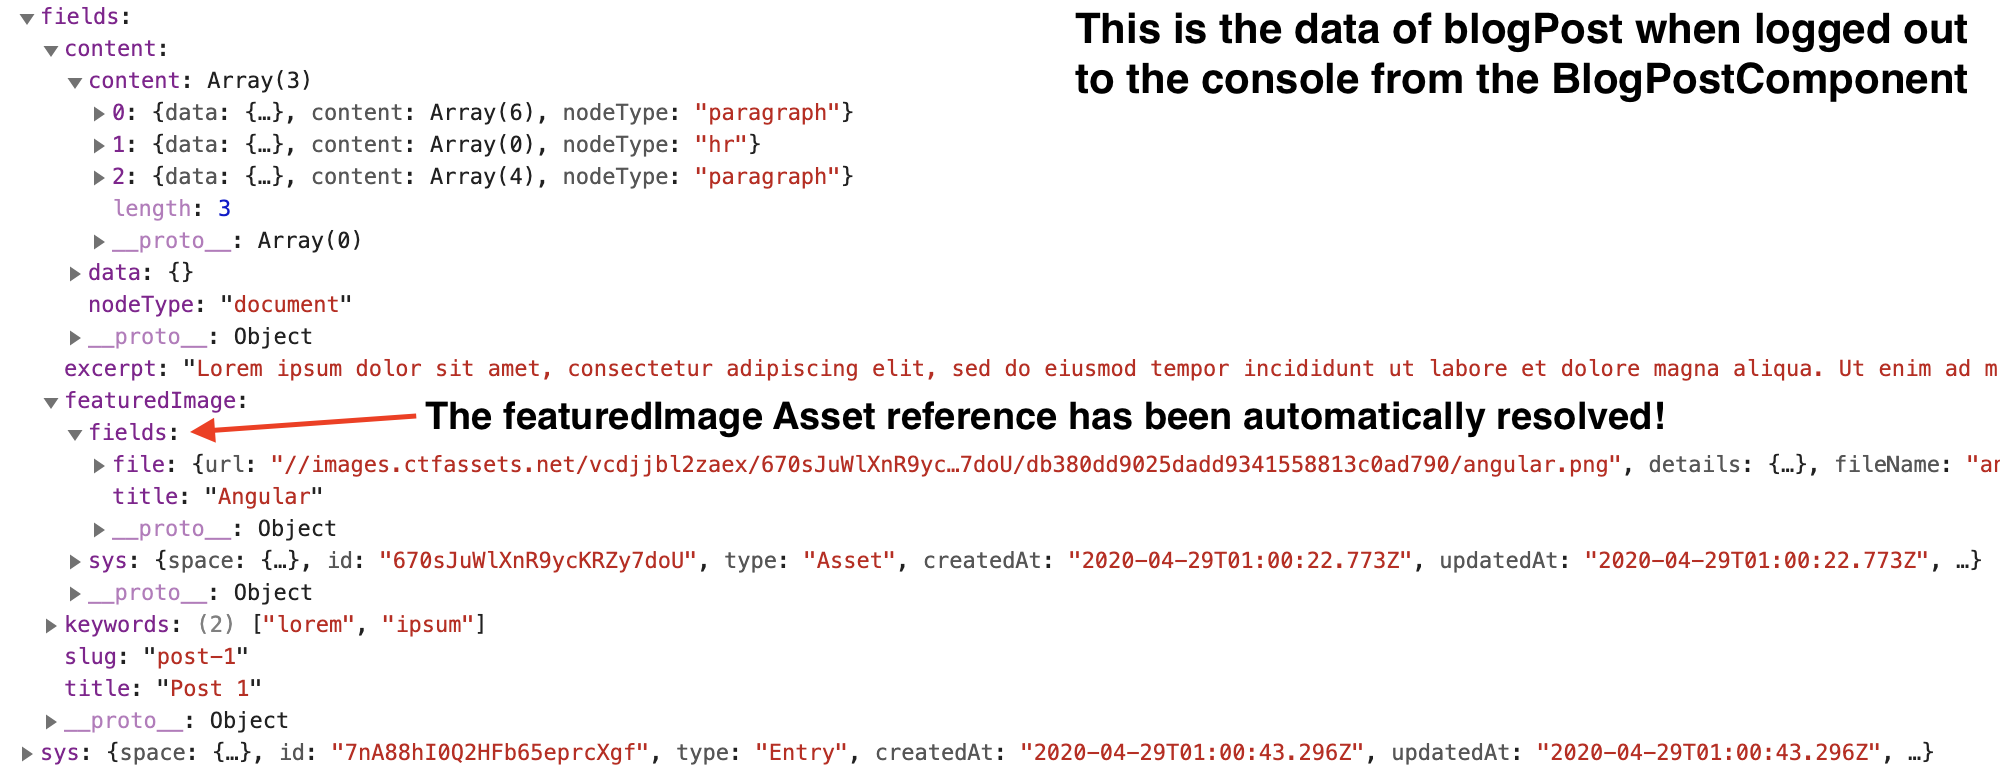 fields:
This is the data of blogPost when logged out
to the console from the BlogPostComponent
content:
content: Array(3)
0: {data: {…}, content: Array(6), nodeType: "paragraph"}
1: {data: {…}, content: Array(0), nodeType: "hr"}
2: {data: {…}, content: Array(4), nodeType: "paragraph"}
length: 3
__proto__: Array(0)
data: {}
nodeType: "document"
__proto__: Object
excerpt: "Lorem ipsum dolor sit amet, consectetur adipiscing elit, sed do eiusmod tempor incididunt ut labore et dolore magna aliqua. Ut enim ad m
featuredImage:
The featuredImage Asset reference has been automatically resolved!
fields:
file: {url: "//images.ctfassets.net/vcdjjbl2zaex/670sJuWlXnR9yc…7doU/db380dd9025dadd9341558813c0ad790/angular.png", details: {…}, fileName: "an
title: "Angular"
__proto__: Object
sys: {space: {…}, id: "670sJuWlXnR9ycKRZy7doU", type: "Asset", createdAt: "2020-04-29T01:00:22.773Z", updatedAt: "2020-04-29T01:00:22.773Z", …}
__proto__: Object
keywords: (2) ["lorem", "ipsum"]
slug: "post-1"
title: "Post 1"
__proto__: Object
sys: {space: {…}, id: "7nA88hI0Q2HFb65eprcXgf", type: "Entry", createdAt: "2020-04-29T01:00:43.296Z", updatedAt: "2020-04-29T01:00:43.296Z", …}